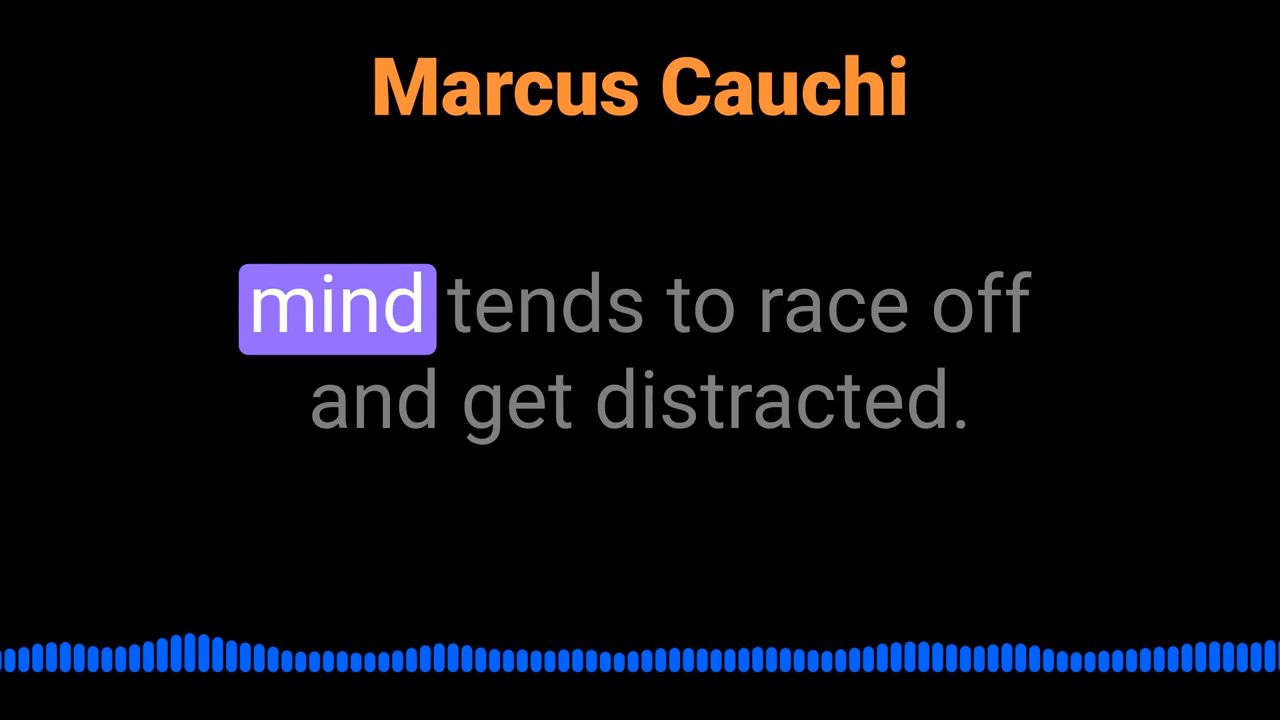 Marcus Cauchi
mind tends to race off
and get distracted.